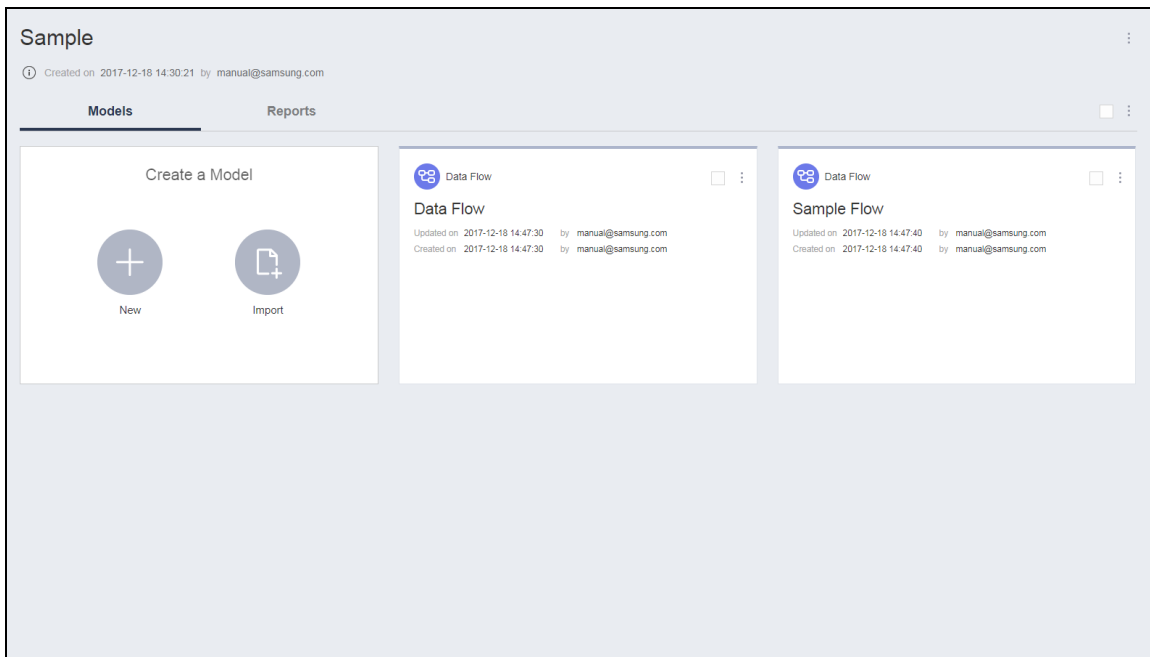 Sample
Created on 2017-12-18 14:30:21 by manual@samsung.com
Models Reports
Create a Model
New Import
Data Flow
Data Flow
Updated on 2017-12-18 14:47:30 by manual@samsung.com
Created on 2017-12-18 14:47:30 by manual@samsung.com
Data Flow
Sample Flow
Updated on 2017-12-18 14:47:40 by manual@samsung.com
Created on 2017-12-18 14:47:40 by manual@samsung.com